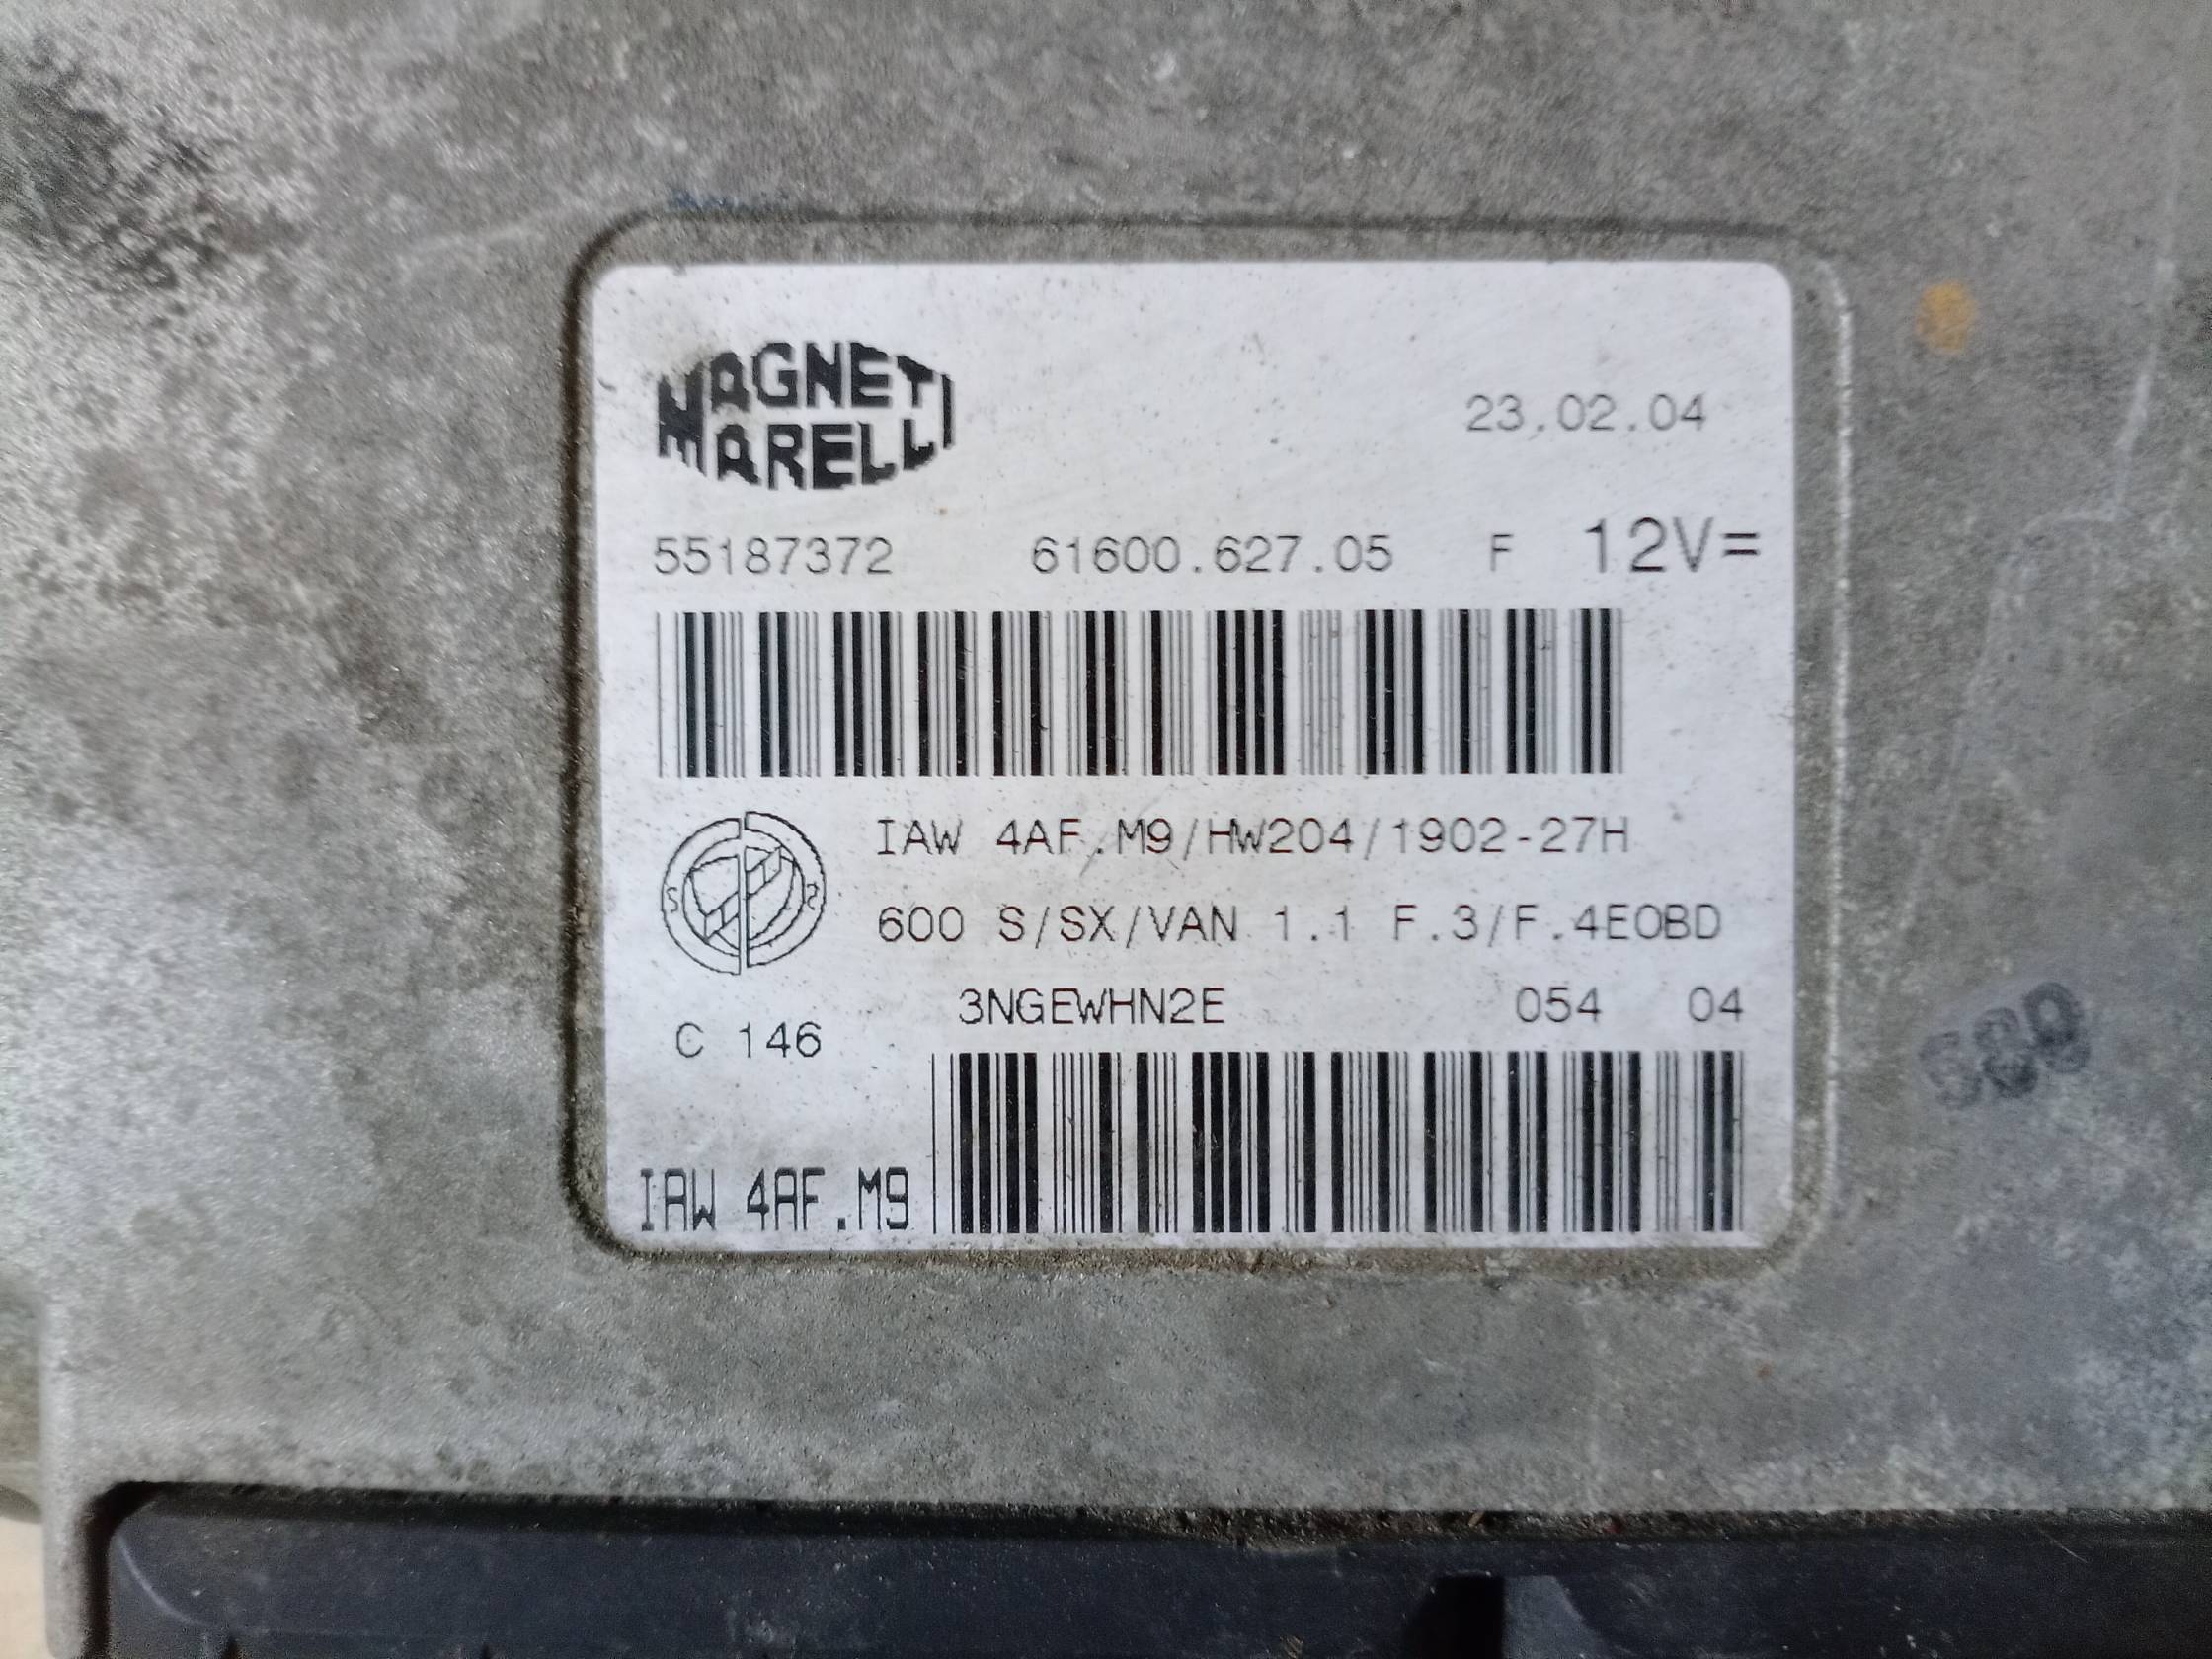 MAGNETI
MARELLI
23.02.04
55187372 61600.627.05 F 12V=
IAW 4AF.M9/HW204/1902-27H
600 S/SX/VAN 1.1 F.3/F.4EOBD
3NGEWHN2E 054 04
C 146
IAW 4AF.M9